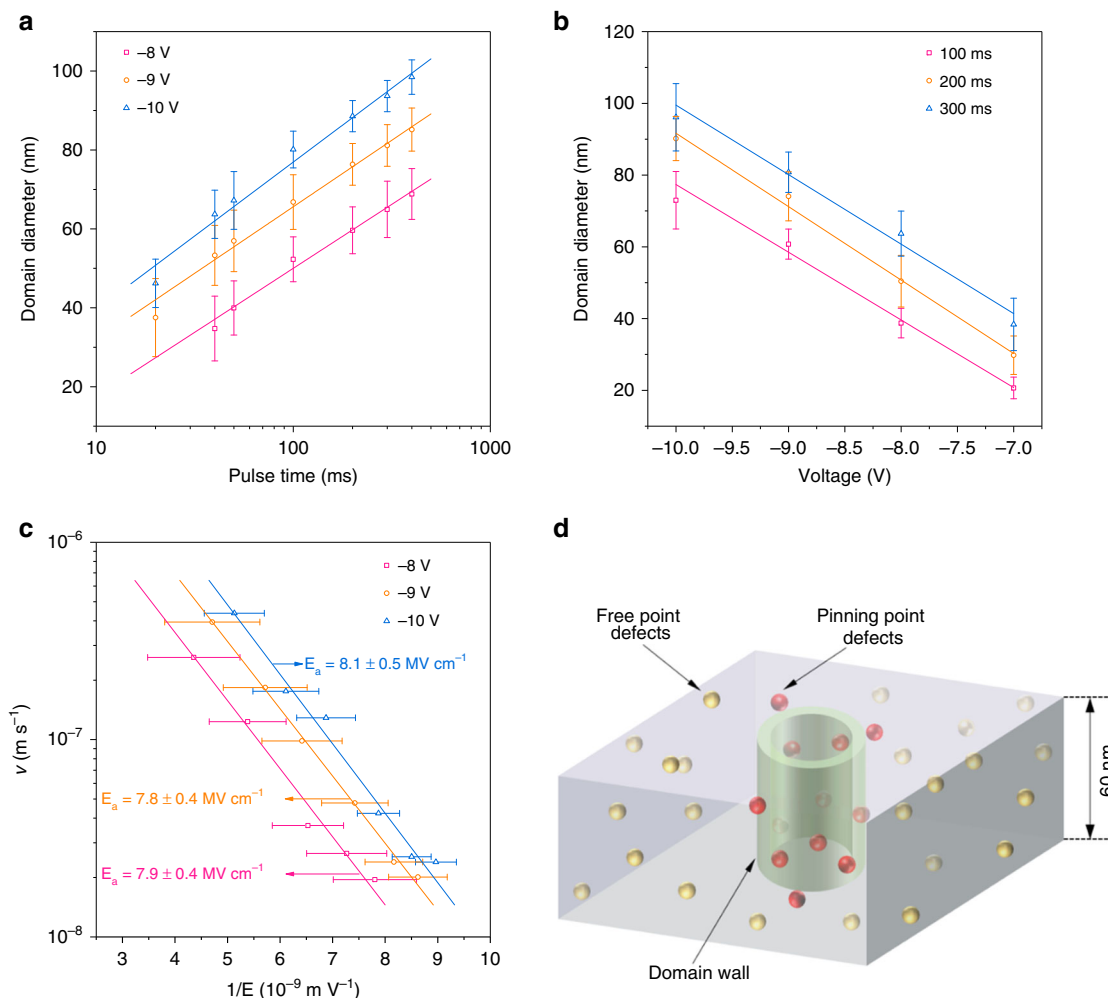 a
–8 V
–9 V
–10 V
100
80
60
40
20
10
100
1000
Domain diameter (nm)
Pulse time (ms)
b
100 ms
200 ms
300 ms
120
100
80
60
40
20
–10.0
–9.5
–9.0
–8.5
–8.0
–7.5
–7.0
Domain diameter (nm)
Voltage (V)
c
–8 V
–9 V
–10 V
10⁻⁶
10⁻⁷
10⁻⁸
Eₐ = 8.1 ± 0.5 MV cm⁻¹
Eₐ = 7.8 ± 0.4 MV cm⁻¹
Eₐ = 7.9 ± 0.4 MV cm⁻¹
3
4
5
6
7
8
9
10
v (m s⁻¹)
1/E (10⁻⁹ m V⁻¹)
d
Free point
defects
Pinning point
defects
60 nm
Domain wall